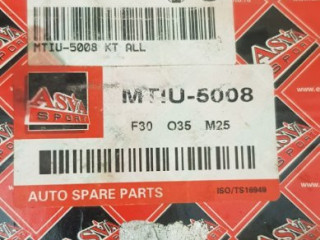 MTIU-5008 KT ALL
ASVA
SPORT
MTIU-5008
F30 O35 M25
AUTO SPARE PARTS
ISO/TS16949